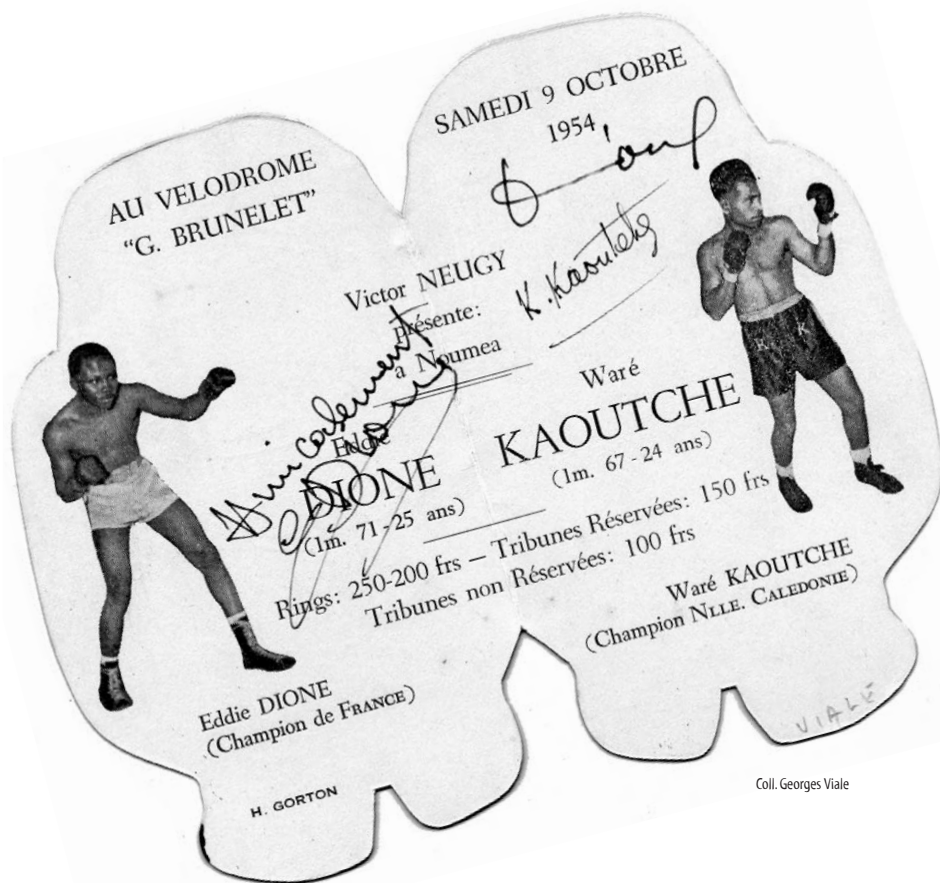 AU VELODROME
"G. BRUNELET"
SAMEDI 9 OCTOBRE
1954
Victor NEUGY
présente:
a Noumea
K. Kaoutche
Amicalement
Dione
Eddie
DIONE
(1m. 71-25 ans)
Waré
KAOUTCHE
(1m. 67-24 ans)
Rings: 250-200 frs — Tribunes Réservées: 150 frs
Tribunes non Réservées: 100 frs
K K
Eddie DIONE
(Champion de FRANCE)
Waré KAOUTCHE
(Champion NLLE. CALEDONIE)
H. GORTON
VIALE
Coll. Georges Viale